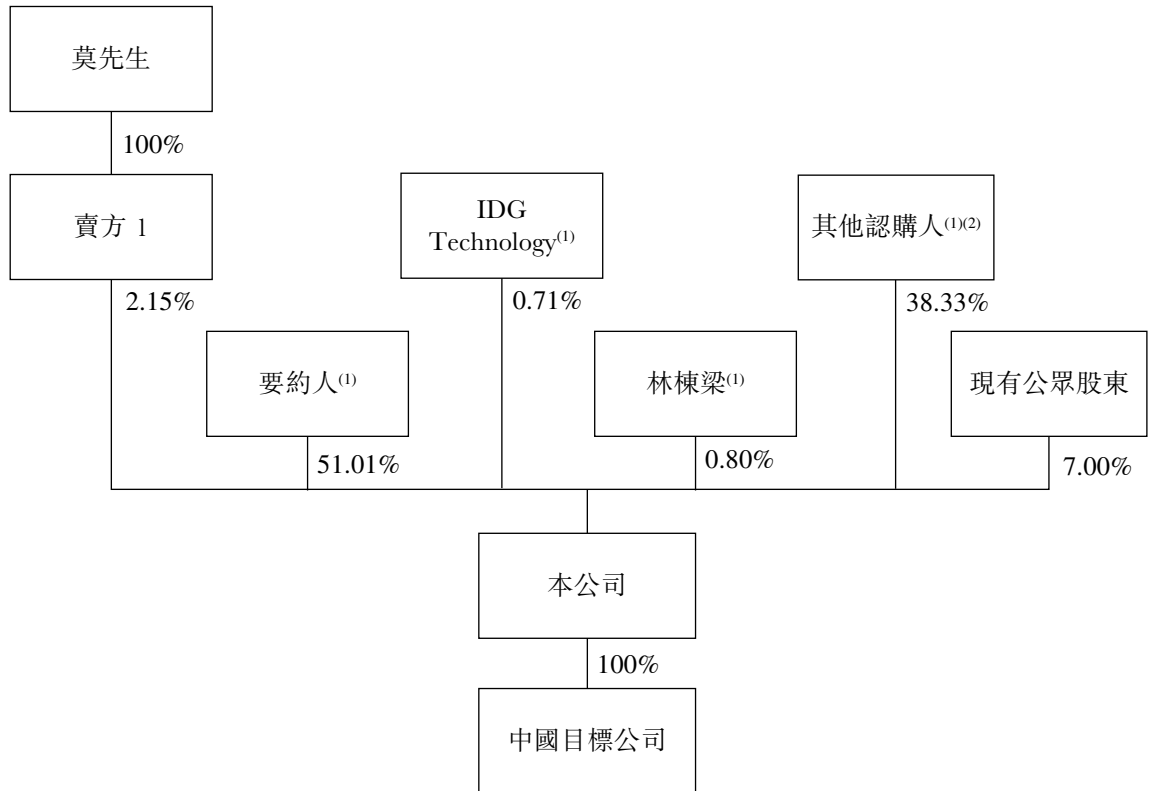 莫先生
100%
賣方 1
IDG
Technology(1)
其他認購人(1)(2)
2.15%
0.71%
38.33%
要約人(1)
林棟梁(1)
現有公眾股東
51.01%
0.80%
7.00%
本公司
100%
中國目標公司